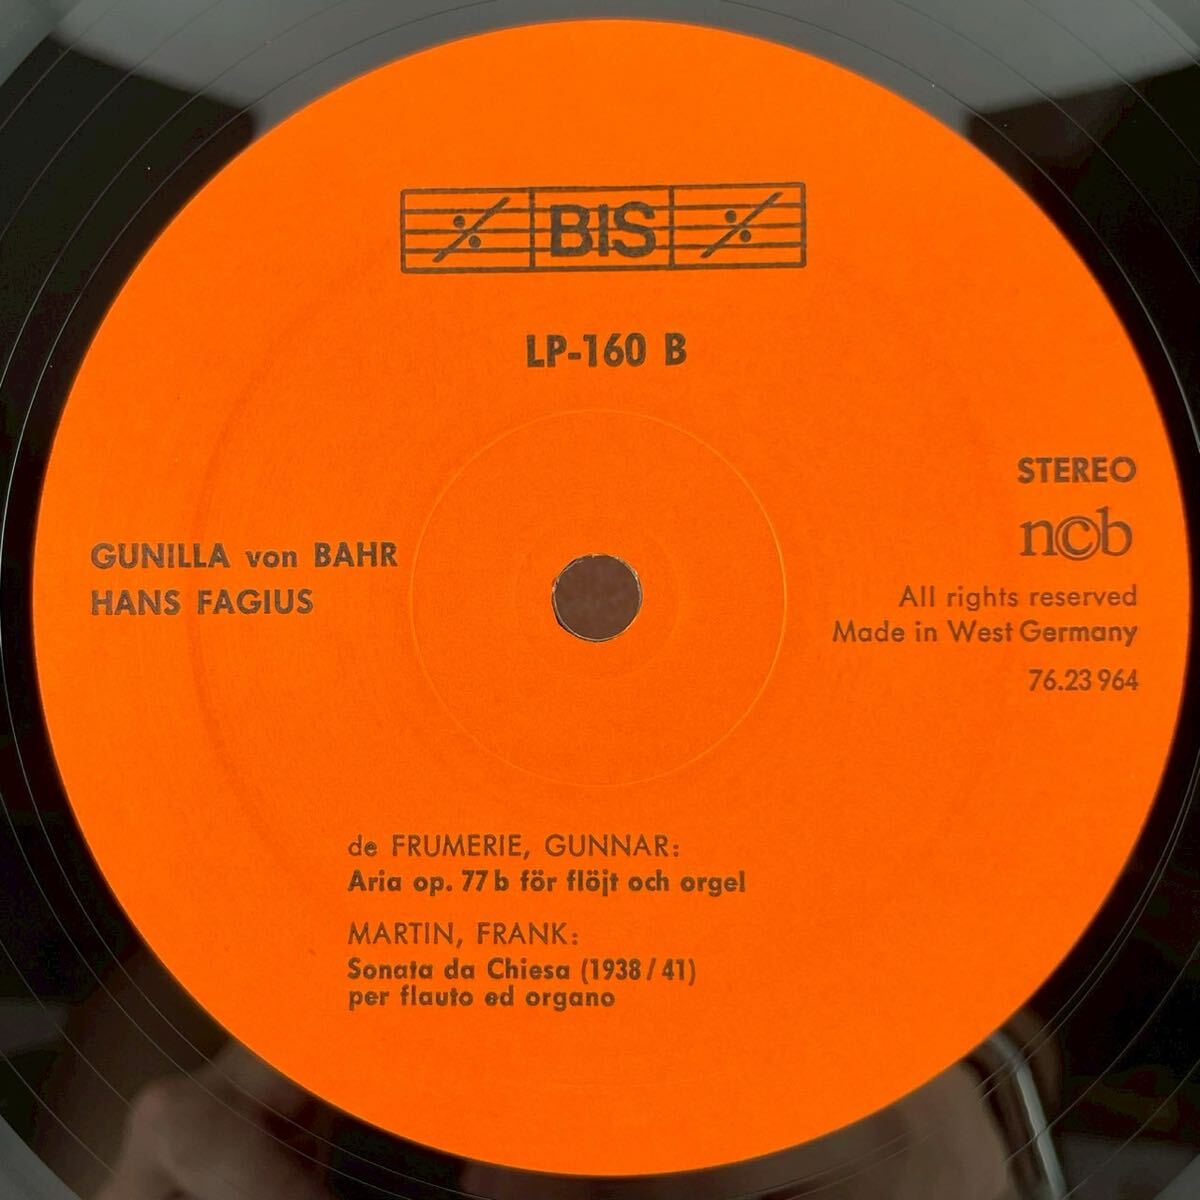 BIS
LP-160 B
STEREO
ncb
GUNILLA von BAHR
HANS FAGIUS
All rights reserved
Made in West Germany
76.23 964
de FRUMERIE, GUNNAR:
Aria op. 77 b för flöjt och orgel
MARTIN, FRANK:
Sonata da Chiesa (1938/41)
per flauto ed organo